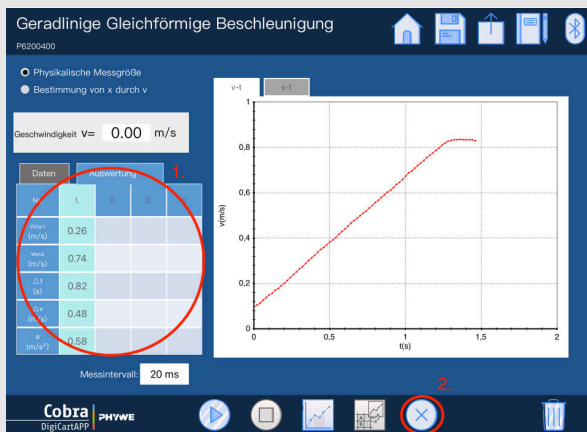 Geradlinige Gleichförmige Beschleunigung
P6200400
Physikalische Messgröße
Bestimmung von x durch v
Geschwindigkeit v= 0.00 m/s
Daten Auswertung 1.
1. 2. 3.
Vstart (m/s) 0.26
Vend (m/s) 0.74
△t (s) 0.82
△v (m/s) 0.48
a (m/s²) 0.58
Messintervall: 20 ms
v-t x-t
v(m/s)
1
0,8
0,6
0,4
0,2
0
0 0,5 1 1,5 2
t(s)
2.
Cobra DigiCartAPP PHYWE